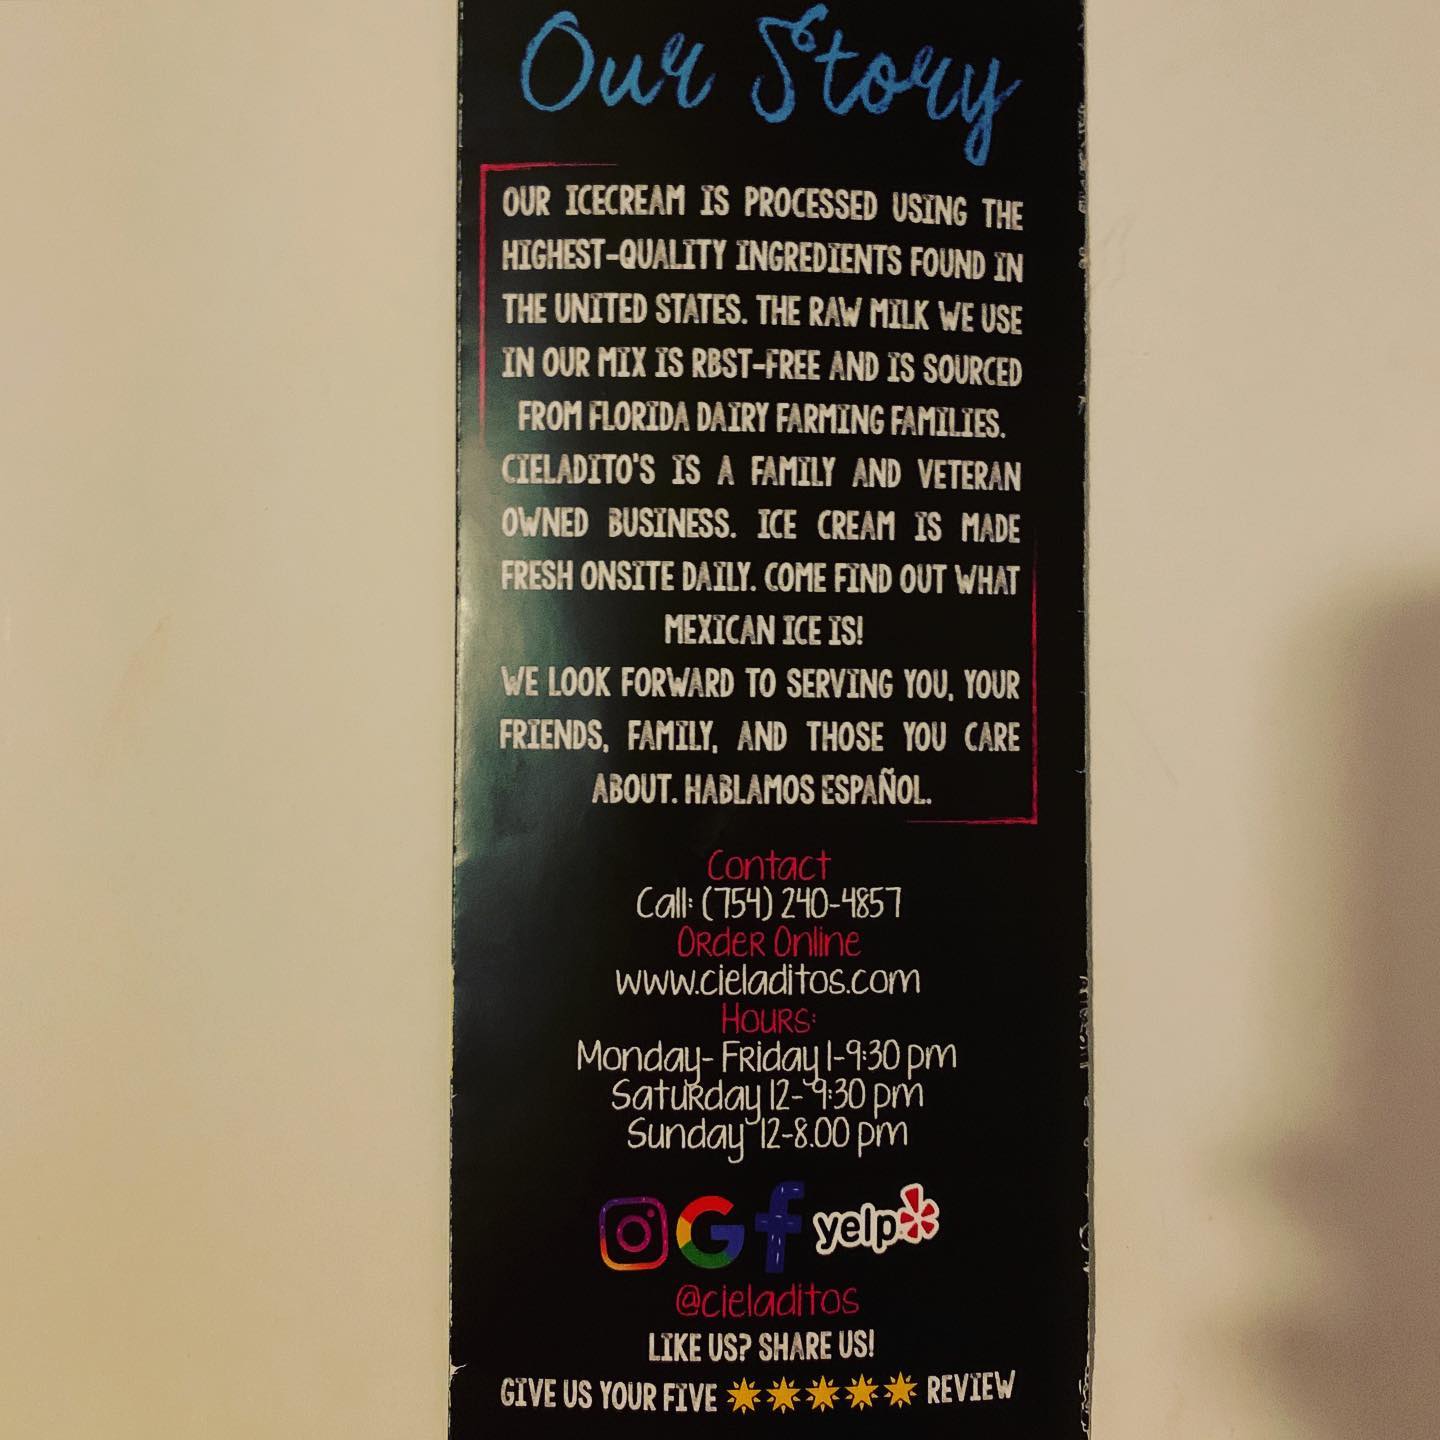 Our Story
OUR ICECREAM IS PROCESSED USING THE
HIGHEST-QUALITY INGREDIENTS FOUND IN
THE UNITED STATES. THE RAW MILK WE USE
IN OUR MIX IS RBST-FREE AND IS SOURCED
FROM FLORIDA DAIRY FARMING FAMILIES.
CIELADITO'S IS A FAMILY AND VETERAN
OWNED BUSINESS. ICE CREAM IS MADE
FRESH ONSITE DAILY. COME FIND OUT WHAT
MEXICAN ICE IS!
WE LOOK FORWARD TO SERVING YOU, YOUR
FRIENDS, FAMILY, AND THOSE YOU CARE
ABOUT. HABLAMOS ESPAÑOL.
Contact
Call: (754) 240-4857
Order Online
www.cieladitos.com
Hours:
Monday- Friday 1-9:30 pm
Saturday 12- 9:30 pm
Sunday 12-8.00 pm
yelp
@cieladitos
LIKE US? SHARE US!
GIVE US YOUR FIVE REVIEW